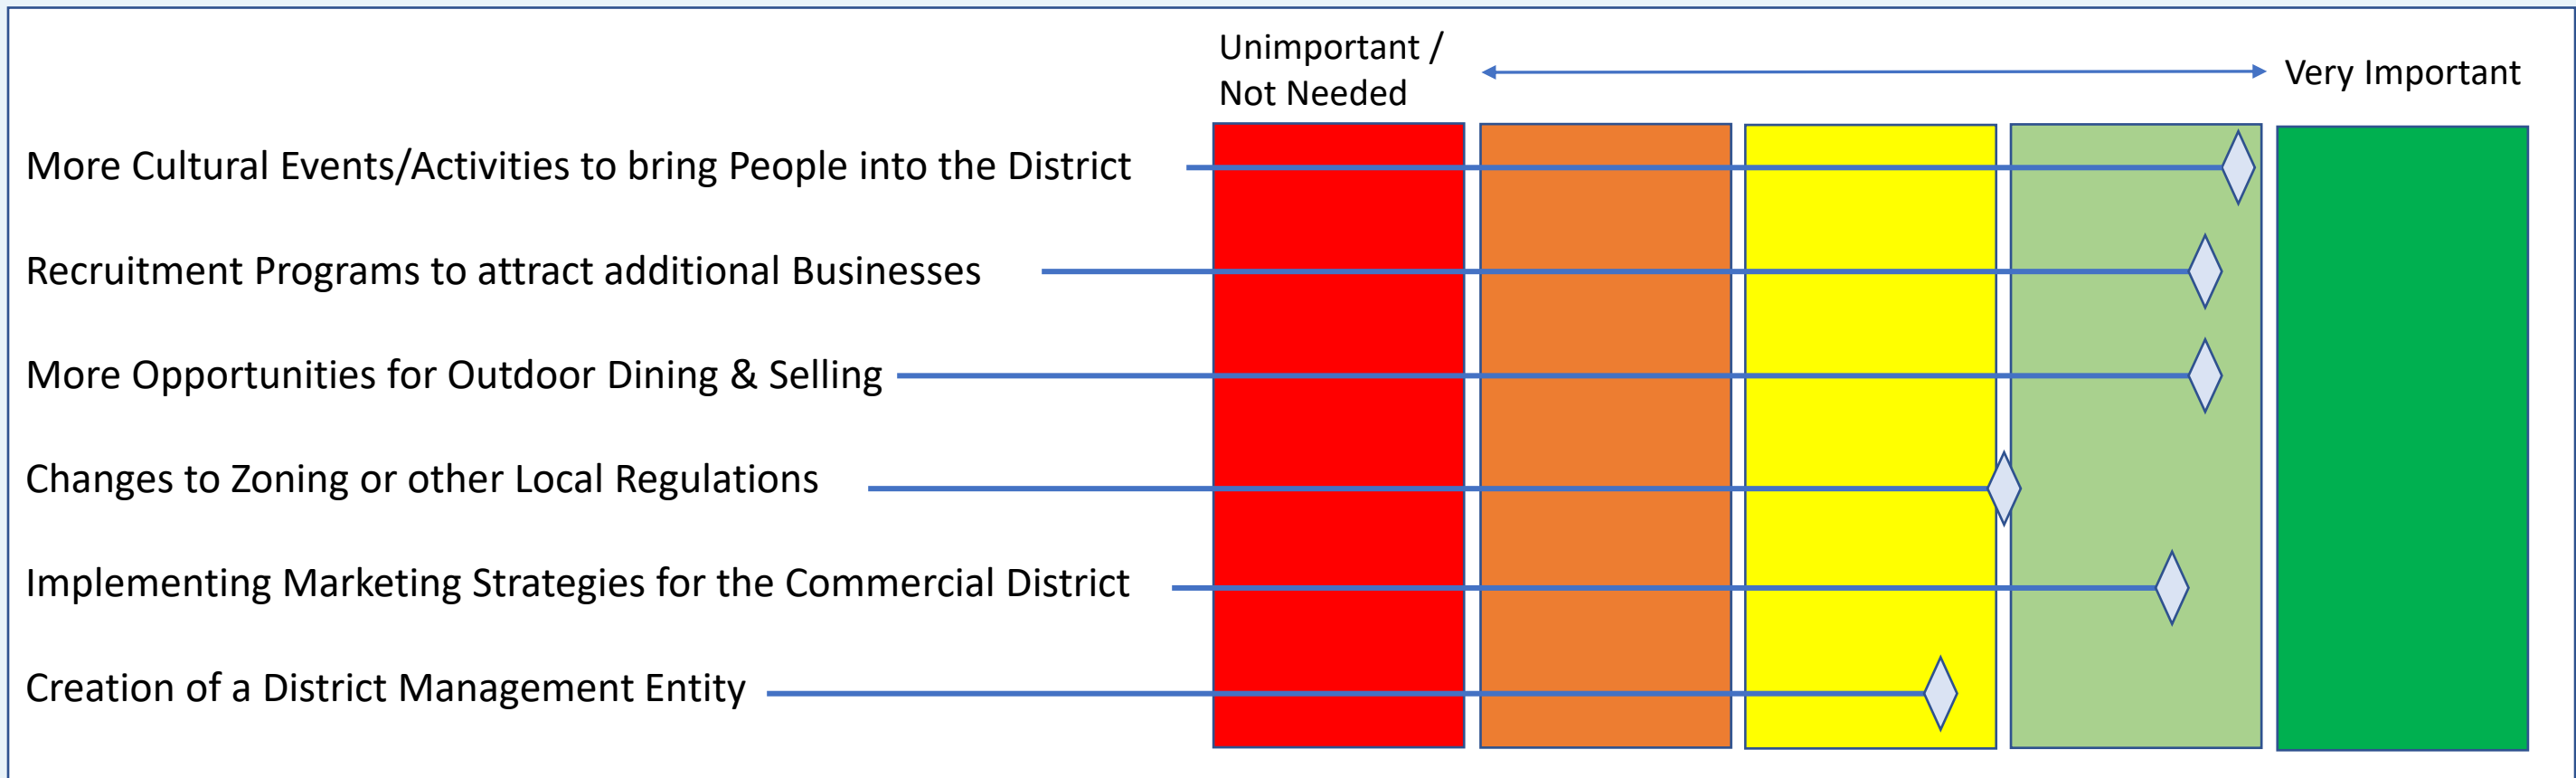 Unimportant /
Not Needed
Very Important
More Cultural Events/Activities to bring People into the District
Recruitment Programs to attract additional Businesses
More Opportunities for Outdoor Dining & Selling
Changes to Zoning or other Local Regulations
Implementing Marketing Strategies for the Commercial District
Creation of a District Management Entity